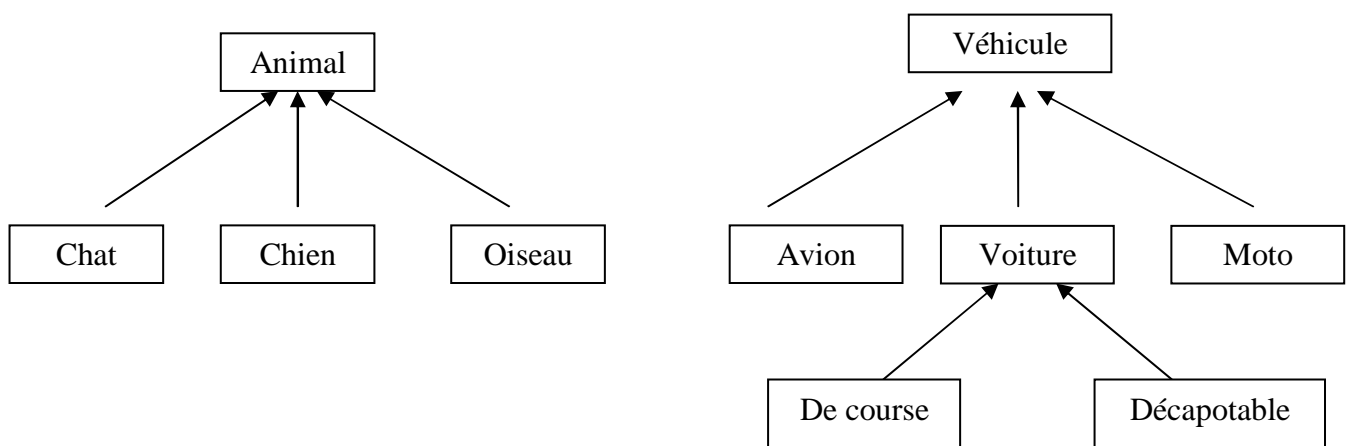 Animal
Véhicule
Chat
Chien
Oiseau
Avion
Voiture
Moto
De course
Décapotable